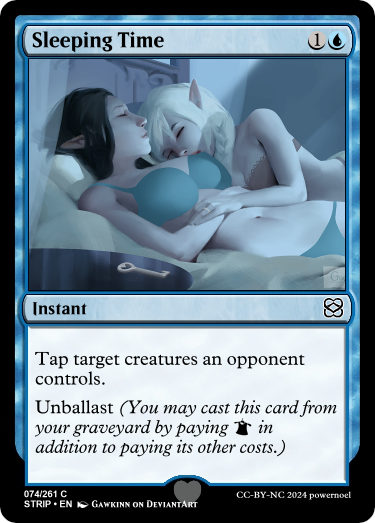 Sleeping Time 1
Instant
Tap target creatures an opponent
controls.
Unballast (You may cast this card from
your graveyard by paying in
addition to paying its other costs.)
074/261 C
STRIP • EN Gawkinn on DeviantArt
CC-BY-NC 2024 powernoel